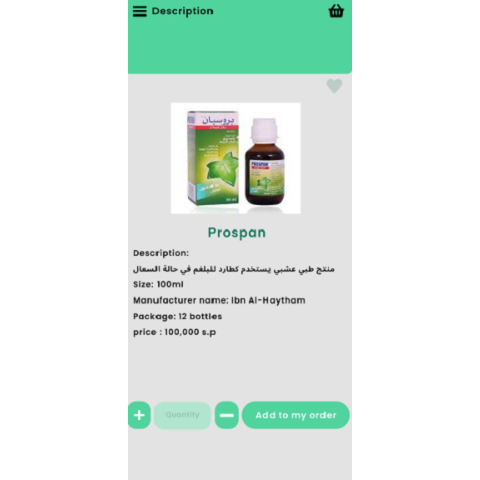 Description
بروسبان
PROSPAN
Prospan
Description:
منتج طبي عشبي يستخدم كطارد للبلغم في حالة السعال
Size: 100ml
Manufacturer name: Ibn Al-Haytham
Package: 12 bottles
price : 100,000 s.p
+
Quantity
Add to my order